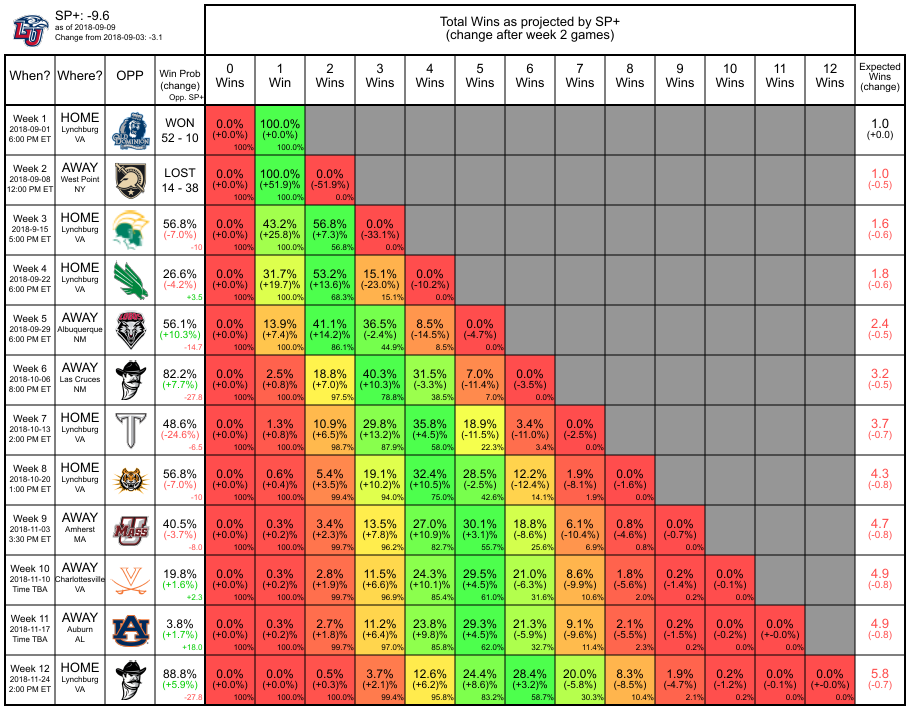 SP+: -9.6
as of 2018-09-09
Change from 2018-09-03: -3.1
Total Wins as projected by SP+
(change after week 2 games)
When? Where? OPP Win Prob (change) Opp. SP+ 0 Wins 1 Win 2 Wins 3 Wins 4 Wins 5 Wins 6 Wins 7 Wins 8 Wins 9 Wins 10 Wins 11 Wins 12 Wins Expected Wins (change)
Week 1 HOME WON 0.0% 100.0% 1.0
2018-09-01 Lynchburg OLD DOMINION (+0.0%) (+0.0%) (+0.0)
6:00 PM ET VA 52 - 10 100% 100.0%
Week 2 AWAY LOST 0.0% 100.0% 0.0% 1.0
2018-09-08 West Point (+0.0%) (+51.9)% (-51.9% (-0.5)
12:00 PM ET NY 14 - 38 100% 100.0% 0.0%
Week 3 HOME 56.8% 0.0% 43.2% 56.8% 0.0% 1.6
2018-9-15 Lynchburg (-7.0%) (+0.0%) (+25.8)% (+7.3)% (-33.1% (-0.6)
5:00 PM ET VA -10 100% 100.0% 56.8% 0.0%
Week 4 HOME 26.6% 0.0% 31.7% 53.2% 15.1% 0.0% 1.8
2018-09-22 Lynchburg (-4.2%) (+0.0%) (+19.7)% (+13.6)% (-23.0% (-10.2% (-0.6)
6:00 PM ET VA +3.5 100% 100.0% 68.3% 15.1% 0.0%
Week 5 AWAY 56.1% 0.0% 13.9% 41.1% 36.5% 8.5% 0.0% 2.4
2018-09-29 Albuquerque (+10.3%) (+0.0%) (+7.4)% (+14.2)% (-2.4% (-14.5% (-4.7% (-0.5)
6:00 PM ET NM -14.7 100% 100.0% 86.1% 44.9% 8.5% 0.0%
Week 6 AWAY 82.2% 0.0% 2.5% 18.8% 40.3% 31.5% 7.0% 0.0% 3.2
2018-10-06 Las Cruces (+7.7%) (+0.0%) (+0.8)% (+7.0)% (+10.3)% (-3.3% (-11.4% (-3.5% (-0.5)
8:00 PM ET NM -27.8 100% 100.0% 97.5% 78.8% 38.5% 7.0% 0.0%
Week 7 HOME T 48.6% 0.0% 1.3% 10.9% 29.8% 35.8% 18.9% 3.4% 0.0% 3.7
2018-10-13 Lynchburg (-24.6%) (+0.0%) (+0.8)% (+6.5)% (+13.2)% (+4.5)% (-11.5% (-11.0% (-2.5% (-0.7)
2:00 PM ET VA -6.5 100% 100.0% 98.7% 87.9% 58.0% 22.3% 3.4% 0.0%
Week 8 HOME 56.8% 0.0% 0.6% 5.4% 19.1% 32.4% 28.5% 12.2% 1.9% 0.0% 4.3
2018-10-20 Lynchburg (-7.0%) (+0.0%) (+0.4)% (+3.5)% (+10.2)% (+10.5)% (-2.5% (-12.4% (-8.1% (-1.6% (-0.8)
1:00 PM ET VA -10 100% 100.0% 99.4% 94.0% 75.0% 42.6% 14.1% 1.9% 0.0%
Week 9 AWAY 40.5% 0.0% 0.3% 3.4% 13.5% 27.0% 30.1% 18.8% 6.1% 0.8% 0.0% 4.7
2018-11-03 Amherst MASS (-3.7%) (+0.0%) (+0.2)% (+2.3)% (+7.8)% (+10.9)% (+3.1)% (-8.6% (-10.4% (-4.6% (-0.7% (-0.8)
3:30 PM ET MA -8.0 100% 100.0% 99.7% 96.2% 82.7% 55.7% 25.6% 6.9% 0.8% 0.0%
Week 10 AWAY 19.8% 0.0% 0.3% 2.8% 11.5% 24.3% 29.5% 21.0% 8.6% 1.8% 0.2% 0.0% 4.9
2018-11-10 Charlottesville (+1.6%) (+0.0%) (+0.2)% (+1.9)% (+6.6)% (+10.1)% (+4.5)% (-6.3% (-9.9% (-5.6% (-1.4% (-0.1% (-0.8)
Time TBA VA +2.3 100% 100.0% 99.7% 96.9% 85.4% 61.0% 31.6% 10.6% 2.0% 0.2% 0.0%
Week 11 AWAY AU 3.8% 0.0% 0.3% 2.7% 11.2% 23.8% 29.3% 21.3% 9.1% 2.1% 0.2% 0.0% 0.0% 4.9
2018-11-17 Auburn (+1.7%) (+0.0%) (+0.2)% (+1.8)% (+6.4)% (+9.8)% (+4.5)% (-5.9% (-9.6% (-5.5% (-1.5% (-0.2% (+-0.0% (-0.8)
Time TBA AL +18.0 100% 100.0% 99.7% 97.0% 85.8% 62.0% 32.7% 11.4% 2.3% 0.2% 0.0% 0.0%
Week 12 HOME 88.8% 0.0% 0.0% 0.5% 3.7% 12.6% 24.4% 28.4% 20.0% 8.3% 1.9% 0.2% 0.0% 0.0% 5.8
2018-11-24 Lynchburg (+5.9%) (+0.0%) (+0.0)% (+0.3)% (+2.1)% (+6.2)% (+8.6)% (+3.2)% (-5.8% (-8.5% (-4.7% (-1.2% (-0.1% (+-0.0% (-0.7)
2:00 PM ET VA -27.8 100% 100.0% 100.0% 99.4% 95.8% 83.2% 58.7% 30.3% 10.4% 2.1% 0.2% 0.0% 0.0%